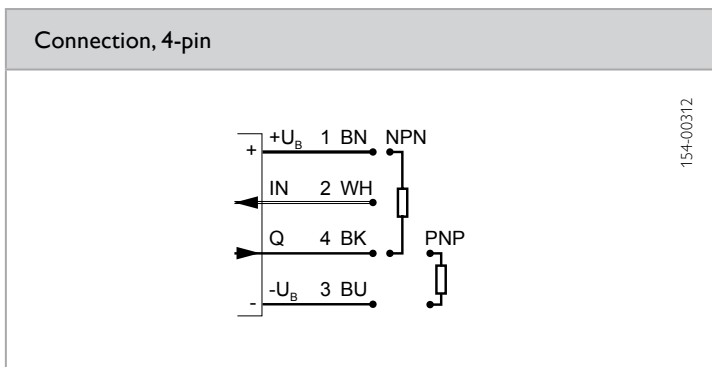 Connection, 4-pin
154-00312
+U_B 1 BN NPN
+
IN 2 WH
Q 4 BK PNP
-U_B 3 BU
-